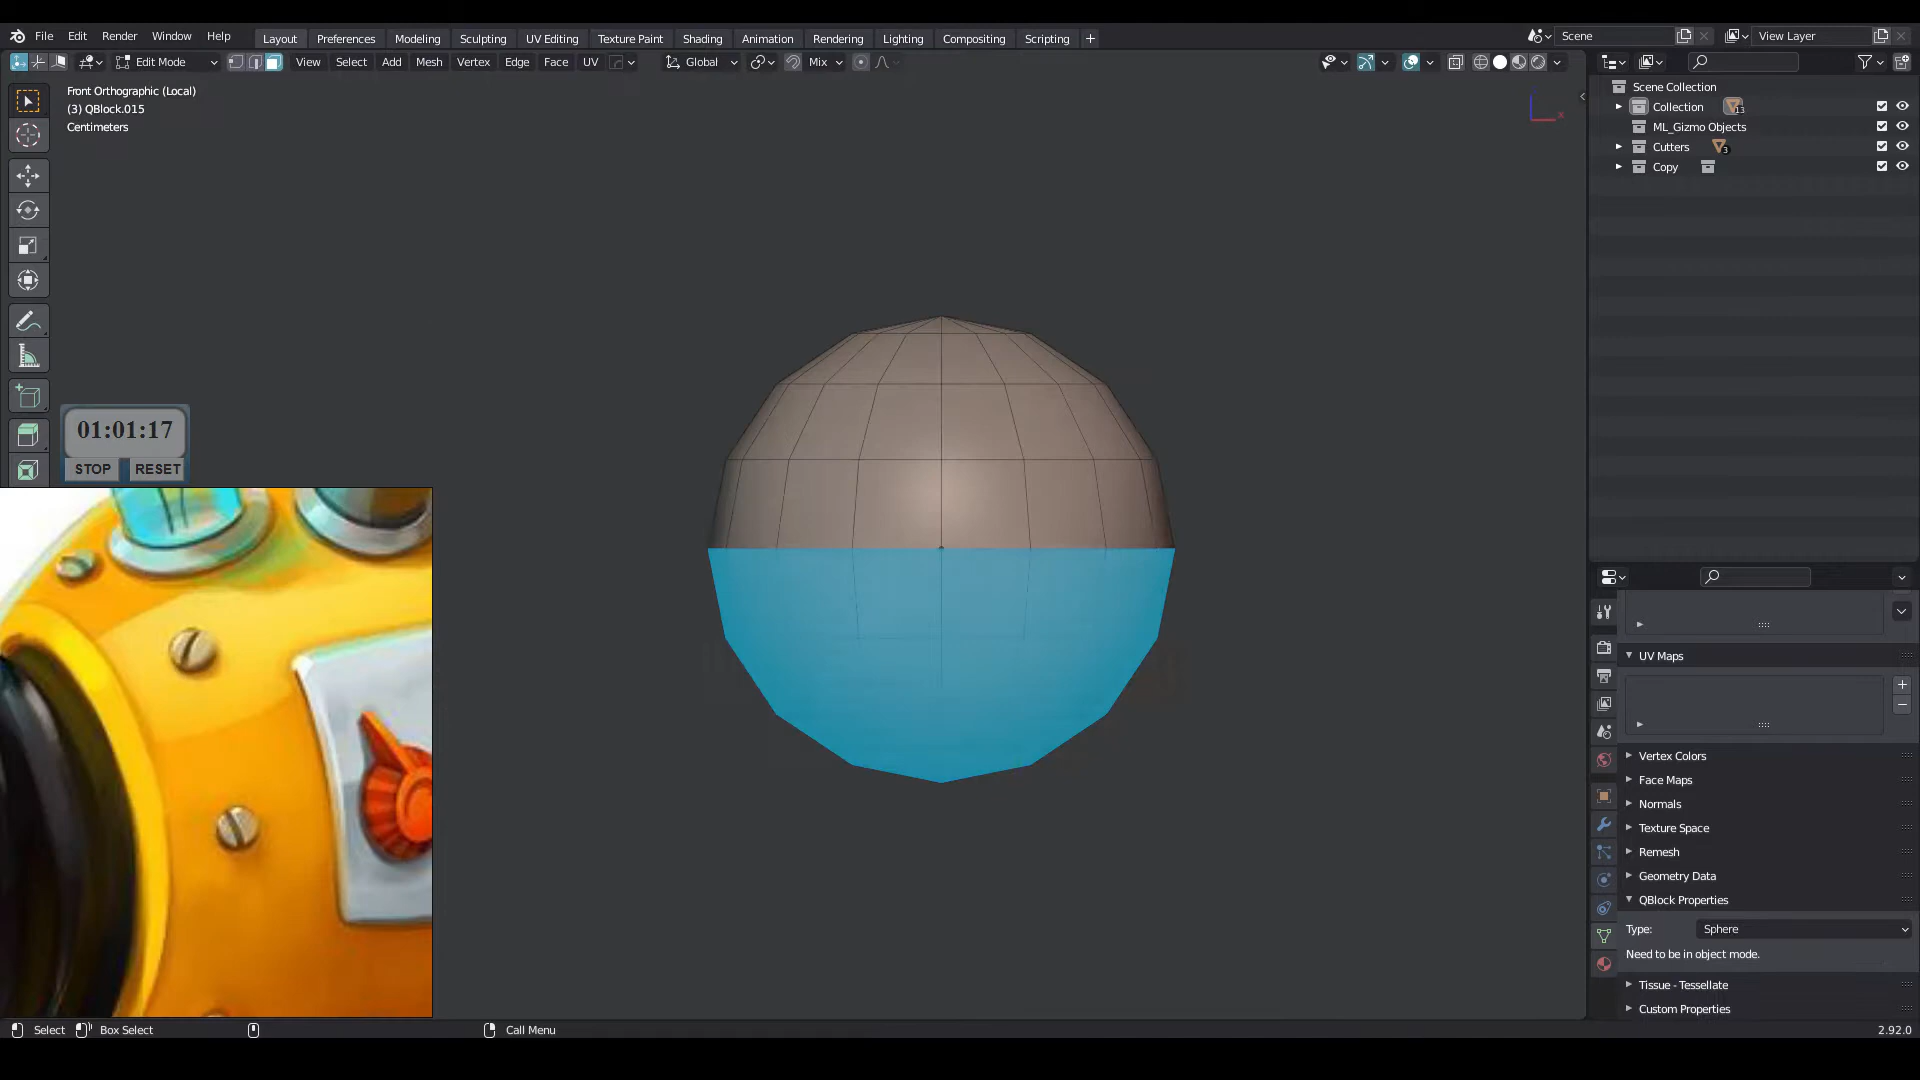 File Edit Render Window Help Layout Preferences Modeling Sculpting UV Editing Texture Paint Shading Animation Rendering Lighting Compositing Scripting + Scene View Layer
Edit Mode View Select Add Mesh Vertex Edge Face UV Global Mix
Front Orthographic (Local)
(3) QBlock.015
Centimeters
x
Scene Collection
Collection 13
ML_Gizmo Objects
Cutters 3
Copy
01:01:17
STOP RESET
UV Maps
Vertex Colors
Face Maps
Normals
Texture Space
Remesh
Geometry Data
QBlock Properties
Type: Sphere
Need to be in object mode.
Tissue - Tessellate
Custom Properties
Select Box Select Call Menu 2.92.0